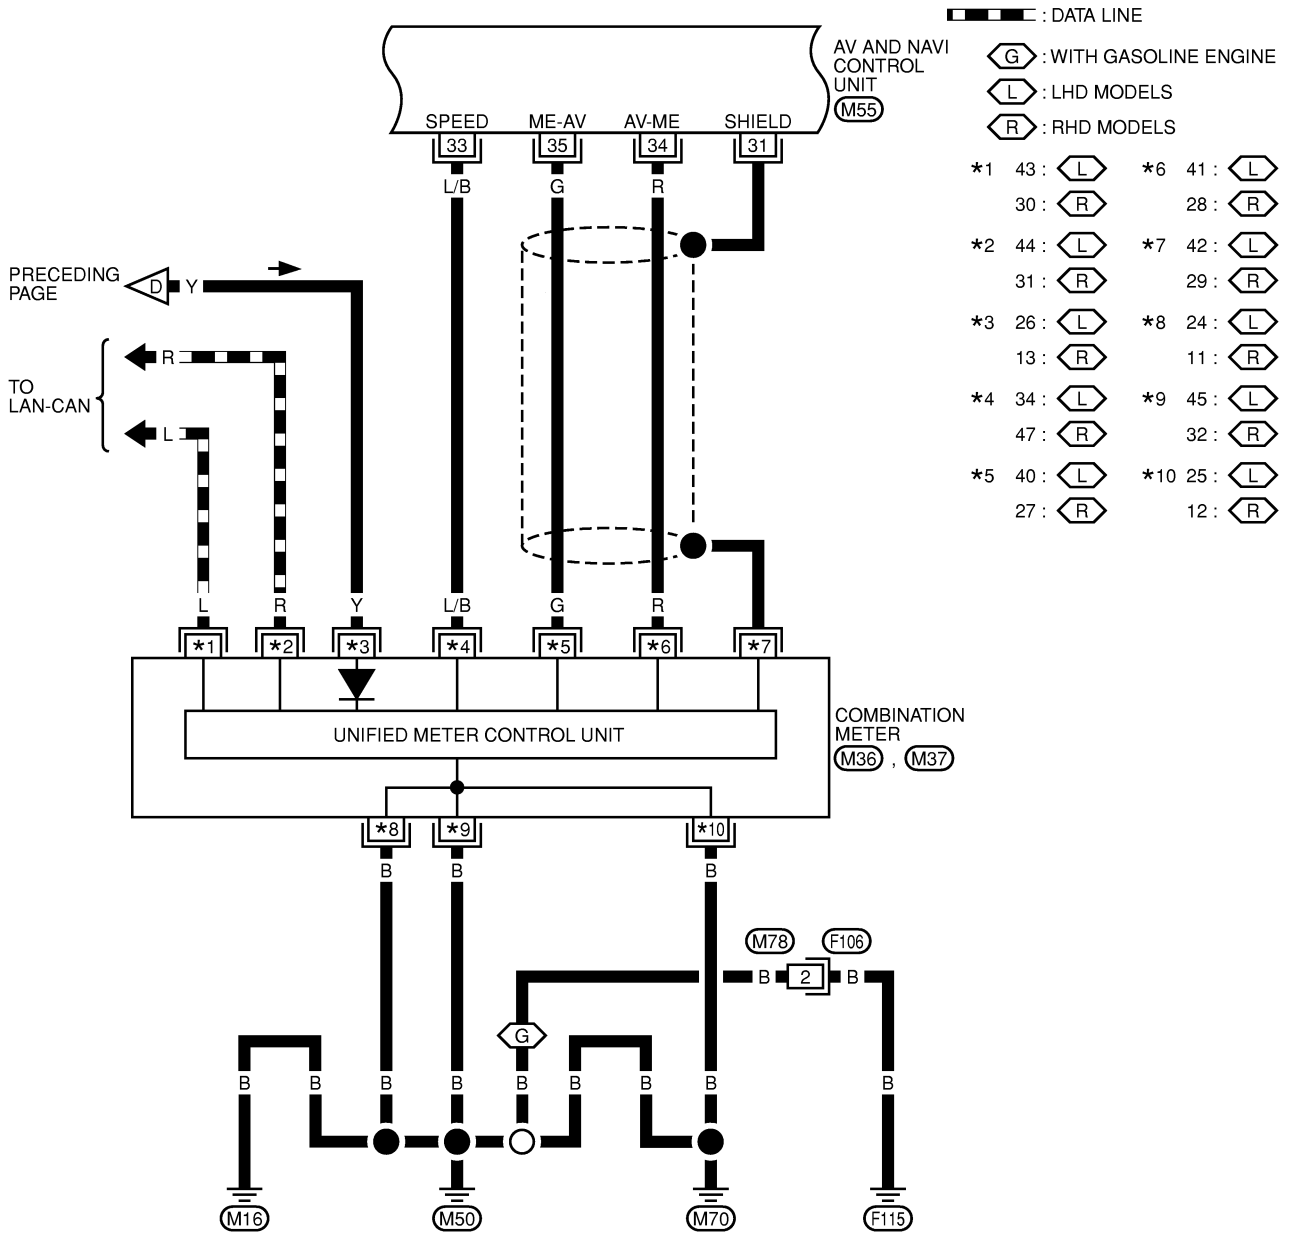 : DATA LINE
G : WITH GASOLINE ENGINE
L : LHD MODELS
R : RHD MODELS
*1 43 : L *6 41 : L
30 : R 28 : R
*2 44 : L *7 42 : L
31 : R 29 : R
*3 26 : L *8 24 : L
13 : R 11 : R
*4 34 : L *9 45 : L
47 : R 32 : R
*5 40 : L *10 25 : L
27 : R 12 : R
AV AND NAVI
CONTROL
UNIT
M55
SPEED ME-AV AV-ME SHIELD
33 35 34 31
L/B G R
PRECEDING
PAGE
D Y
TO
LAN-CAN
R
L
L R Y L/B G R
*1 *2 *3 *4 *5 *6 *7
UNIFIED METER CONTROL UNIT
COMBINATION
METER
M36 , M37
*8 *9 *10
B B B
M78 F106
B 2 B
G
B B B B B B B B B
M16 M50 M70 F115